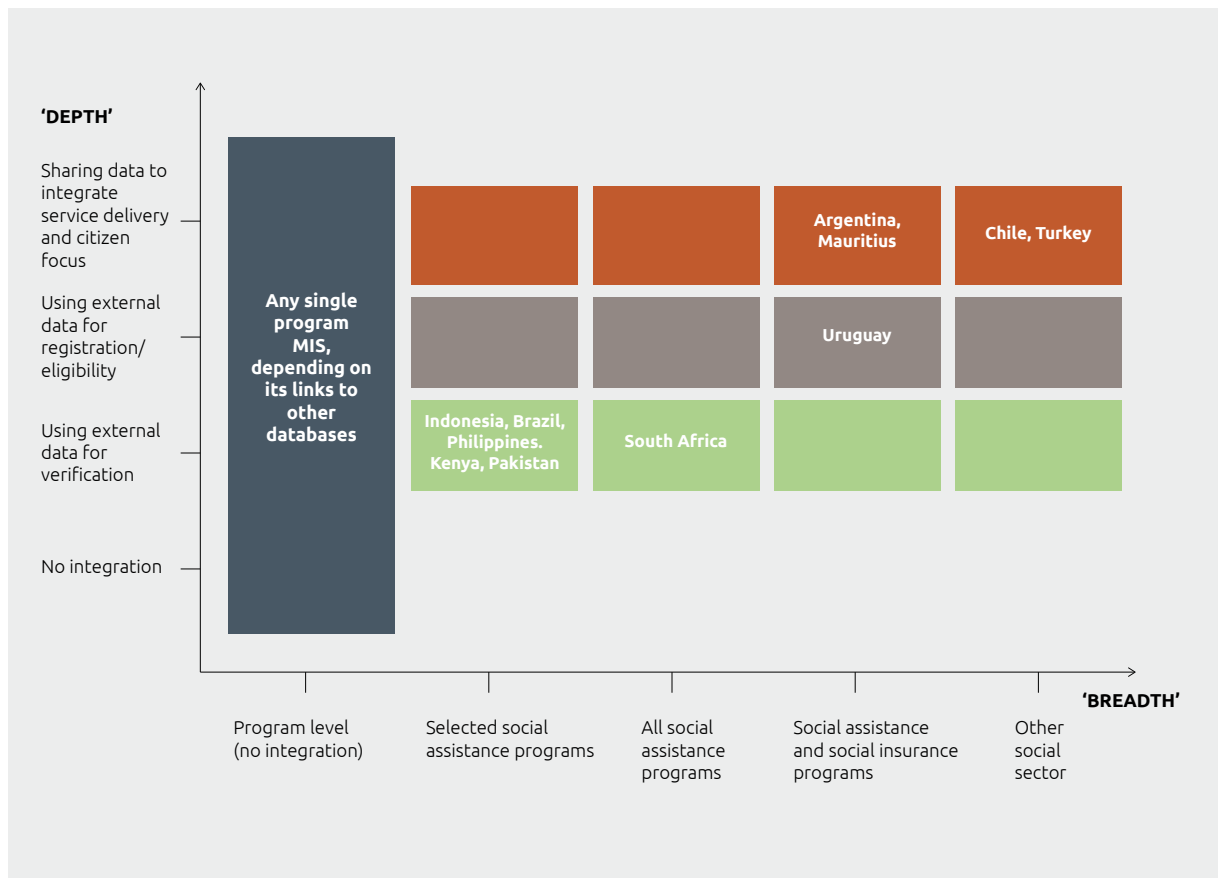 ‘DEPTH’
Sharing data to
integrate
service delivery
and citizen
focus
Using external
data for
registration/
eligibility
Using external
data for
verification
No integration
Any single
program
MIS,
depending on
its links to
other
databases
Argentina,
Mauritius
Chile, Turkey
Uruguay
Indonesia, Brazil,
Philippines.
Kenya, Pakistan
South Africa
‘BREADTH’
Program level
(no integration)
Selected social
assistance programs
All social
assistance
programs
Social assistance
and social insurance
programs
Other
social
sector